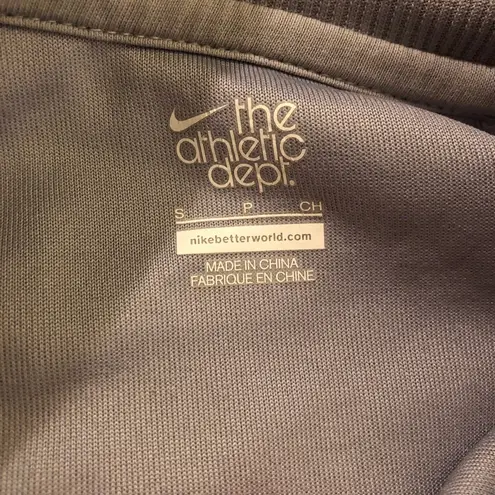 the
athletic
dept.
S P CH
nikebetterworld.com
MADE IN CHINA
FABRIQUE EN CHINE